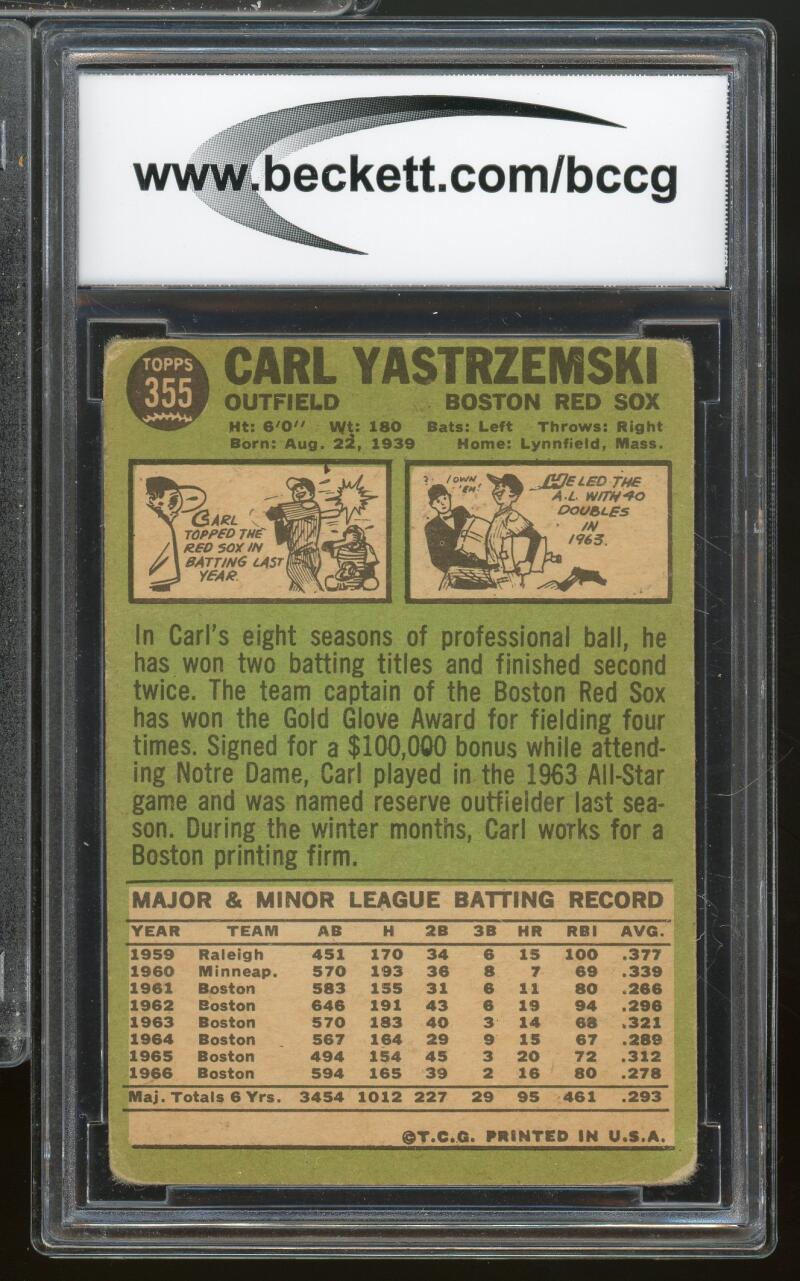 www.beckett.com/bccg
TOPPS
355
CARL YASTRZEMSKI
OUTFIELD BOSTON RED SOX
Ht: 6'0" Wt: 180 Bats: Left Throws: Right
Born: Aug. 22, 1939 Home: Lynnfield, Mass.
CARL
TOPPED THE
RED SOX IN
BATTING LAST
YEAR.
? I OWN
'EM!
HE LED THE
A.L. WITH 40
DOUBLES
IN
1963.
In Carl's eight seasons of professional ball, he
has won two batting titles and finished second
twice. The team captain of the Boston Red Sox
has won the Gold Glove Award for fielding four
times. Signed for a $100,000 bonus while attend-
ing Notre Dame, Carl played in the 1963 All-Star
game and was named reserve outfielder last sea-
son. During the winter months, Carl works for a
Boston printing firm.
MAJOR & MINOR LEAGUE BATTING RECORD
YEAR TEAM AB H 2B 3B HR RBI AVG.
1959 Raleigh 451 170 34 6 15 100 .377
1960 Minneap. 570 193 36 8 7 69 .339
1961 Boston 583 155 31 6 11 80 .266
1962 Boston 646 191 43 6 19 94 .296
1963 Boston 570 183 40 3 14 68 .321
1964 Boston 567 164 29 9 15 67 .289
1965 Boston 494 154 45 3 20 72 .312
1966 Boston 594 165 39 2 16 80 .278
Maj. Totals 6 Yrs. 3454 1012 227 29 95 461 .293
©T.C.G. PRINTED IN U.S.A.